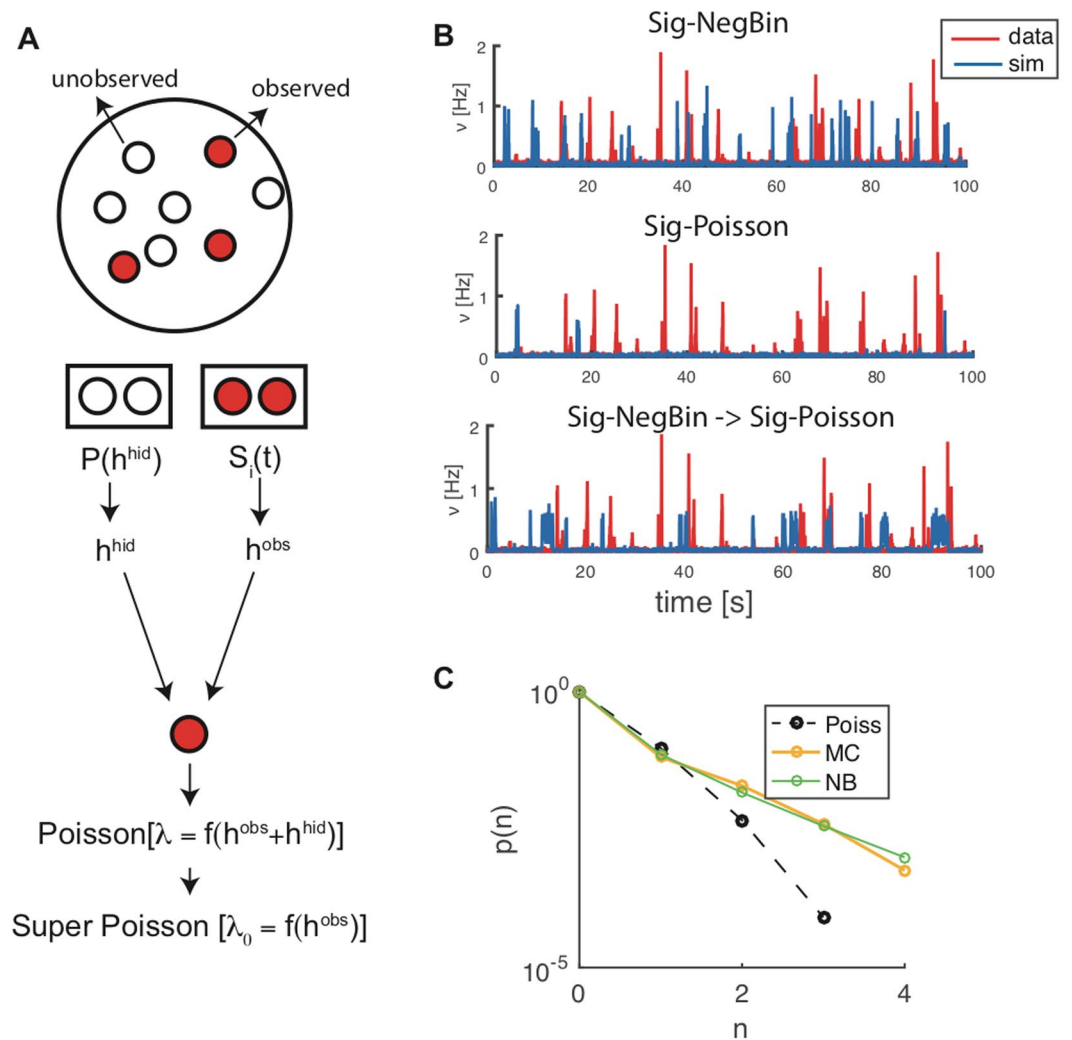 A
unobserved
observed
P(h^hid)
S_i(t)
h^hid
h^obs
Poisson[λ = f(h^obs+h^hid)]
Super Poisson [λ_0 = f(h^obs)]
B
Sig-NegBin
data
sim
ν [Hz]
2
1
0
0 20 40 60 80 100
Sig-Poisson
ν [Hz]
2
1
0
0 20 40 60 80 100
Sig-NegBin -> Sig-Poisson
ν [Hz]
2
1
0
0 20 40 60 80 100
time [s]
C
10^0
Poiss
MC
NB
p(n)
10^-5
0 2 4
n